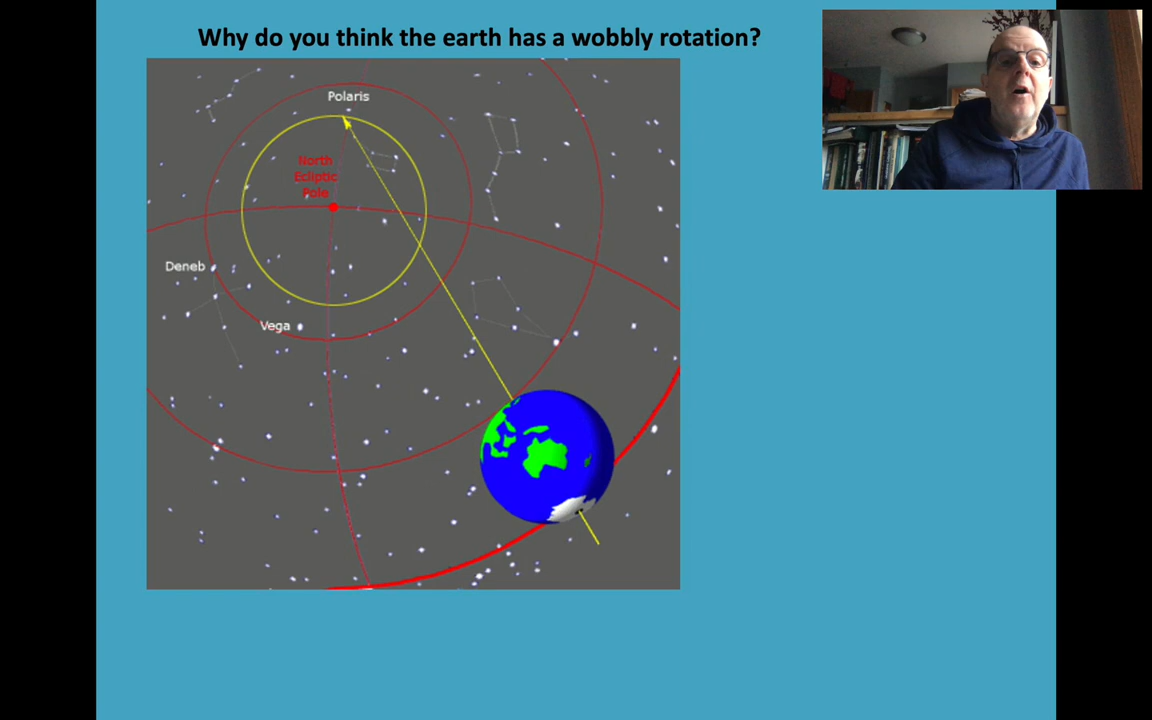 Why do you think the earth has a wobbly rotation?
Polaris
North
Ecliptic
Pole
Deneb
Vega